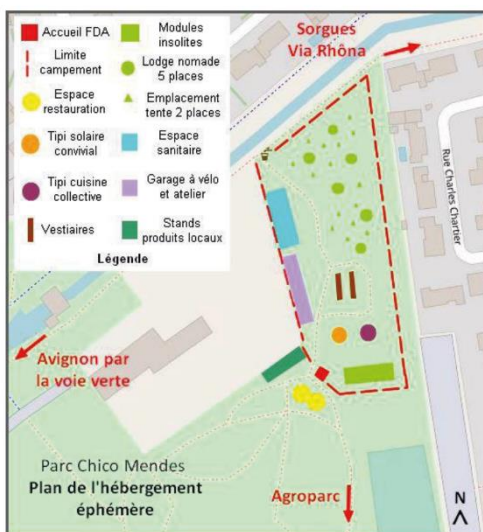 Accueil FDA
Modules
insolites
Limite
campement
Lodge nomade
5 places
Espace
restauration
Emplacement
tente 2 places
Tipi solaire
convivial
Espace
sanitaire
Tipi cuisine
collective
Garage à vélo
et atelier
Vestiaires
Stands
produits locaux
Légende
Sorgues
Via Rhôna
Rue Charles Chartier
Avignon par
la voie verte
Parc Chico Mendes
Plan de l'hébergement
éphémère
Agroparc
N